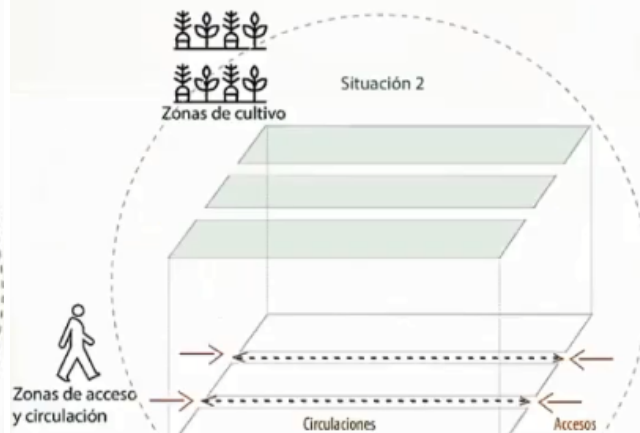 Situación 2
Zonas de cultivo
Zonas de acceso
y circulación
Circulaciones
Accesos